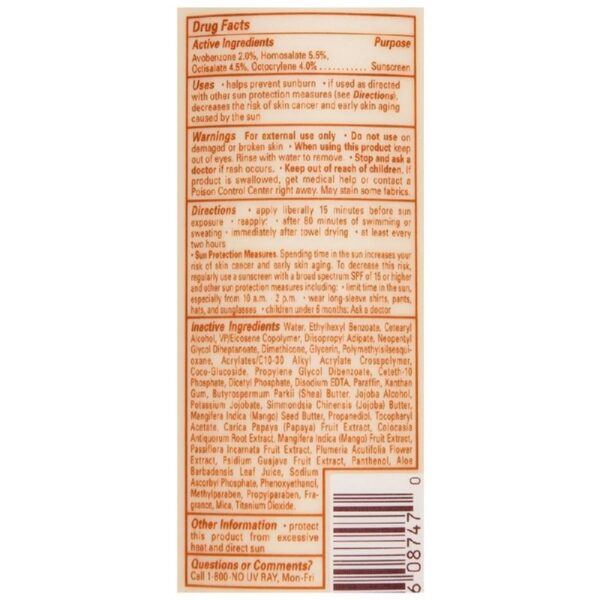 Drug Facts
Active Ingredients Purpose
Avobenzone 2.0%, Homosalate 5.5%,
Octisalate 4.5%, Octocrylene 4.0% ............ Sunscreen
Uses • helps prevent sunburn • if used as directed
with other sun protection measures (see Directions),
decreases the risk of skin cancer and early skin aging
caused by the sun
Warnings For external use only • Do not use on
damaged or broken skin • When using this product keep
out of eyes. Rinse with water to remove. • Stop and ask a
doctor if rash occurs. • Keep out of reach of children. If
product is swallowed, get medical help or contact a
Poison Control Center right away. May stain some fabrics.
Directions • apply liberally 15 minutes before sun
exposure • reapply: • after 80 minutes of swimming or
sweating • immediately after towel drying • at least every
two hours
• Sun Protection Measures. Spending time in the sun increases your
risk of skin cancer and early skin aging. To decrease this risk,
regularly use a sunscreen with a broad spectrum SPF of 15 or higher
and other sun protection measures including: • limit time in the sun,
especially from 10 a.m. - 2 p.m. • wear long-sleeve shirts, pants,
hats, and sunglasses • children under 6 months: Ask a doctor
Inactive Ingredients Water, Ethylhexyl Benzoate, Cetearyl
Alcohol, VP/Eicosene Copolymer, Diisopropyl Adipate, Neopentyl
Glycol Diheptanoate, Dimethicone, Glycerin, Polymethylsilsesqui-
oxane, Acrylates/C10-30 Alkyl Acrylate Crosspolymer,
Coco-Glucoside, Propylene Glycol Dibenzoate, Ceteth-10
Phosphate, Dicetyl Phosphate, Disodium EDTA, Paraffin, Xanthan
Gum, Butyrospermum Parkii (Shea) Butter, Jojoba Alcohol,
Potassium Jojobate, Simmondsia Chinensis (Jojoba) Butter,
Mangifera Indica (Mango) Seed Butter, Propanediol, Tocopheryl
Acetate, Carica Papaya (Papaya) Fruit Extract, Colocasia
Antiquorum Root Extract, Mangifera Indica (Mango) Fruit Extract,
Passiflora Incarnata Fruit Extract, Plumeria Acutifolia Flower
Extract, Psidium Guajava Fruit Extract, Panthenol, Aloe
Barbadensis Leaf Juice, Sodium
Ascorbyl Phosphate, Phenoxyethanol,
Methylparaben, Propylparaben, Fra-
grance, Mica, Titanium Dioxide.
Other Information • protect
this product from excessive
heat and direct sun
Questions or Comments?
Call 1-800-NO UV RAY, Mon-Fri
6 08747 0